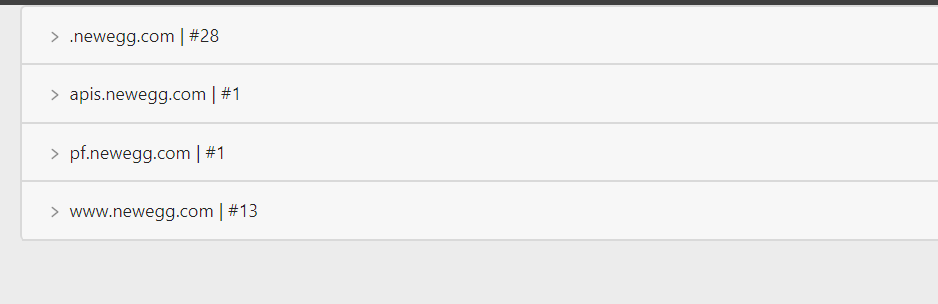 .newegg.com | #28
apis.newegg.com | #1
pf.newegg.com | #1
www.newegg.com | #13